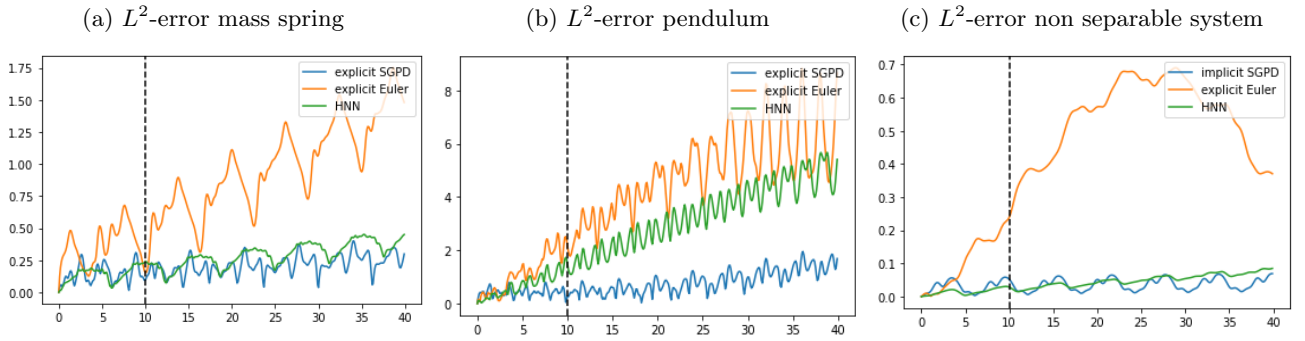 (a) L²-error mass spring
1.75
1.50
1.25
1.00
0.75
0.50
0.25
0.00
0 5 10 15 20 25 30 35 40
explicit SGPD
explicit Euler
HNN
(b) L²-error pendulum
8
6
4
2
0
0 5 10 15 20 25 30 35 40
explicit SGPD
explicit Euler
HNN
(c) L²-error non separable system
0.7
0.6
0.5
0.4
0.3
0.2
0.1
0.0
0 5 10 15 20 25 30 35 40
implicit SGPD
explicit Euler
HNN